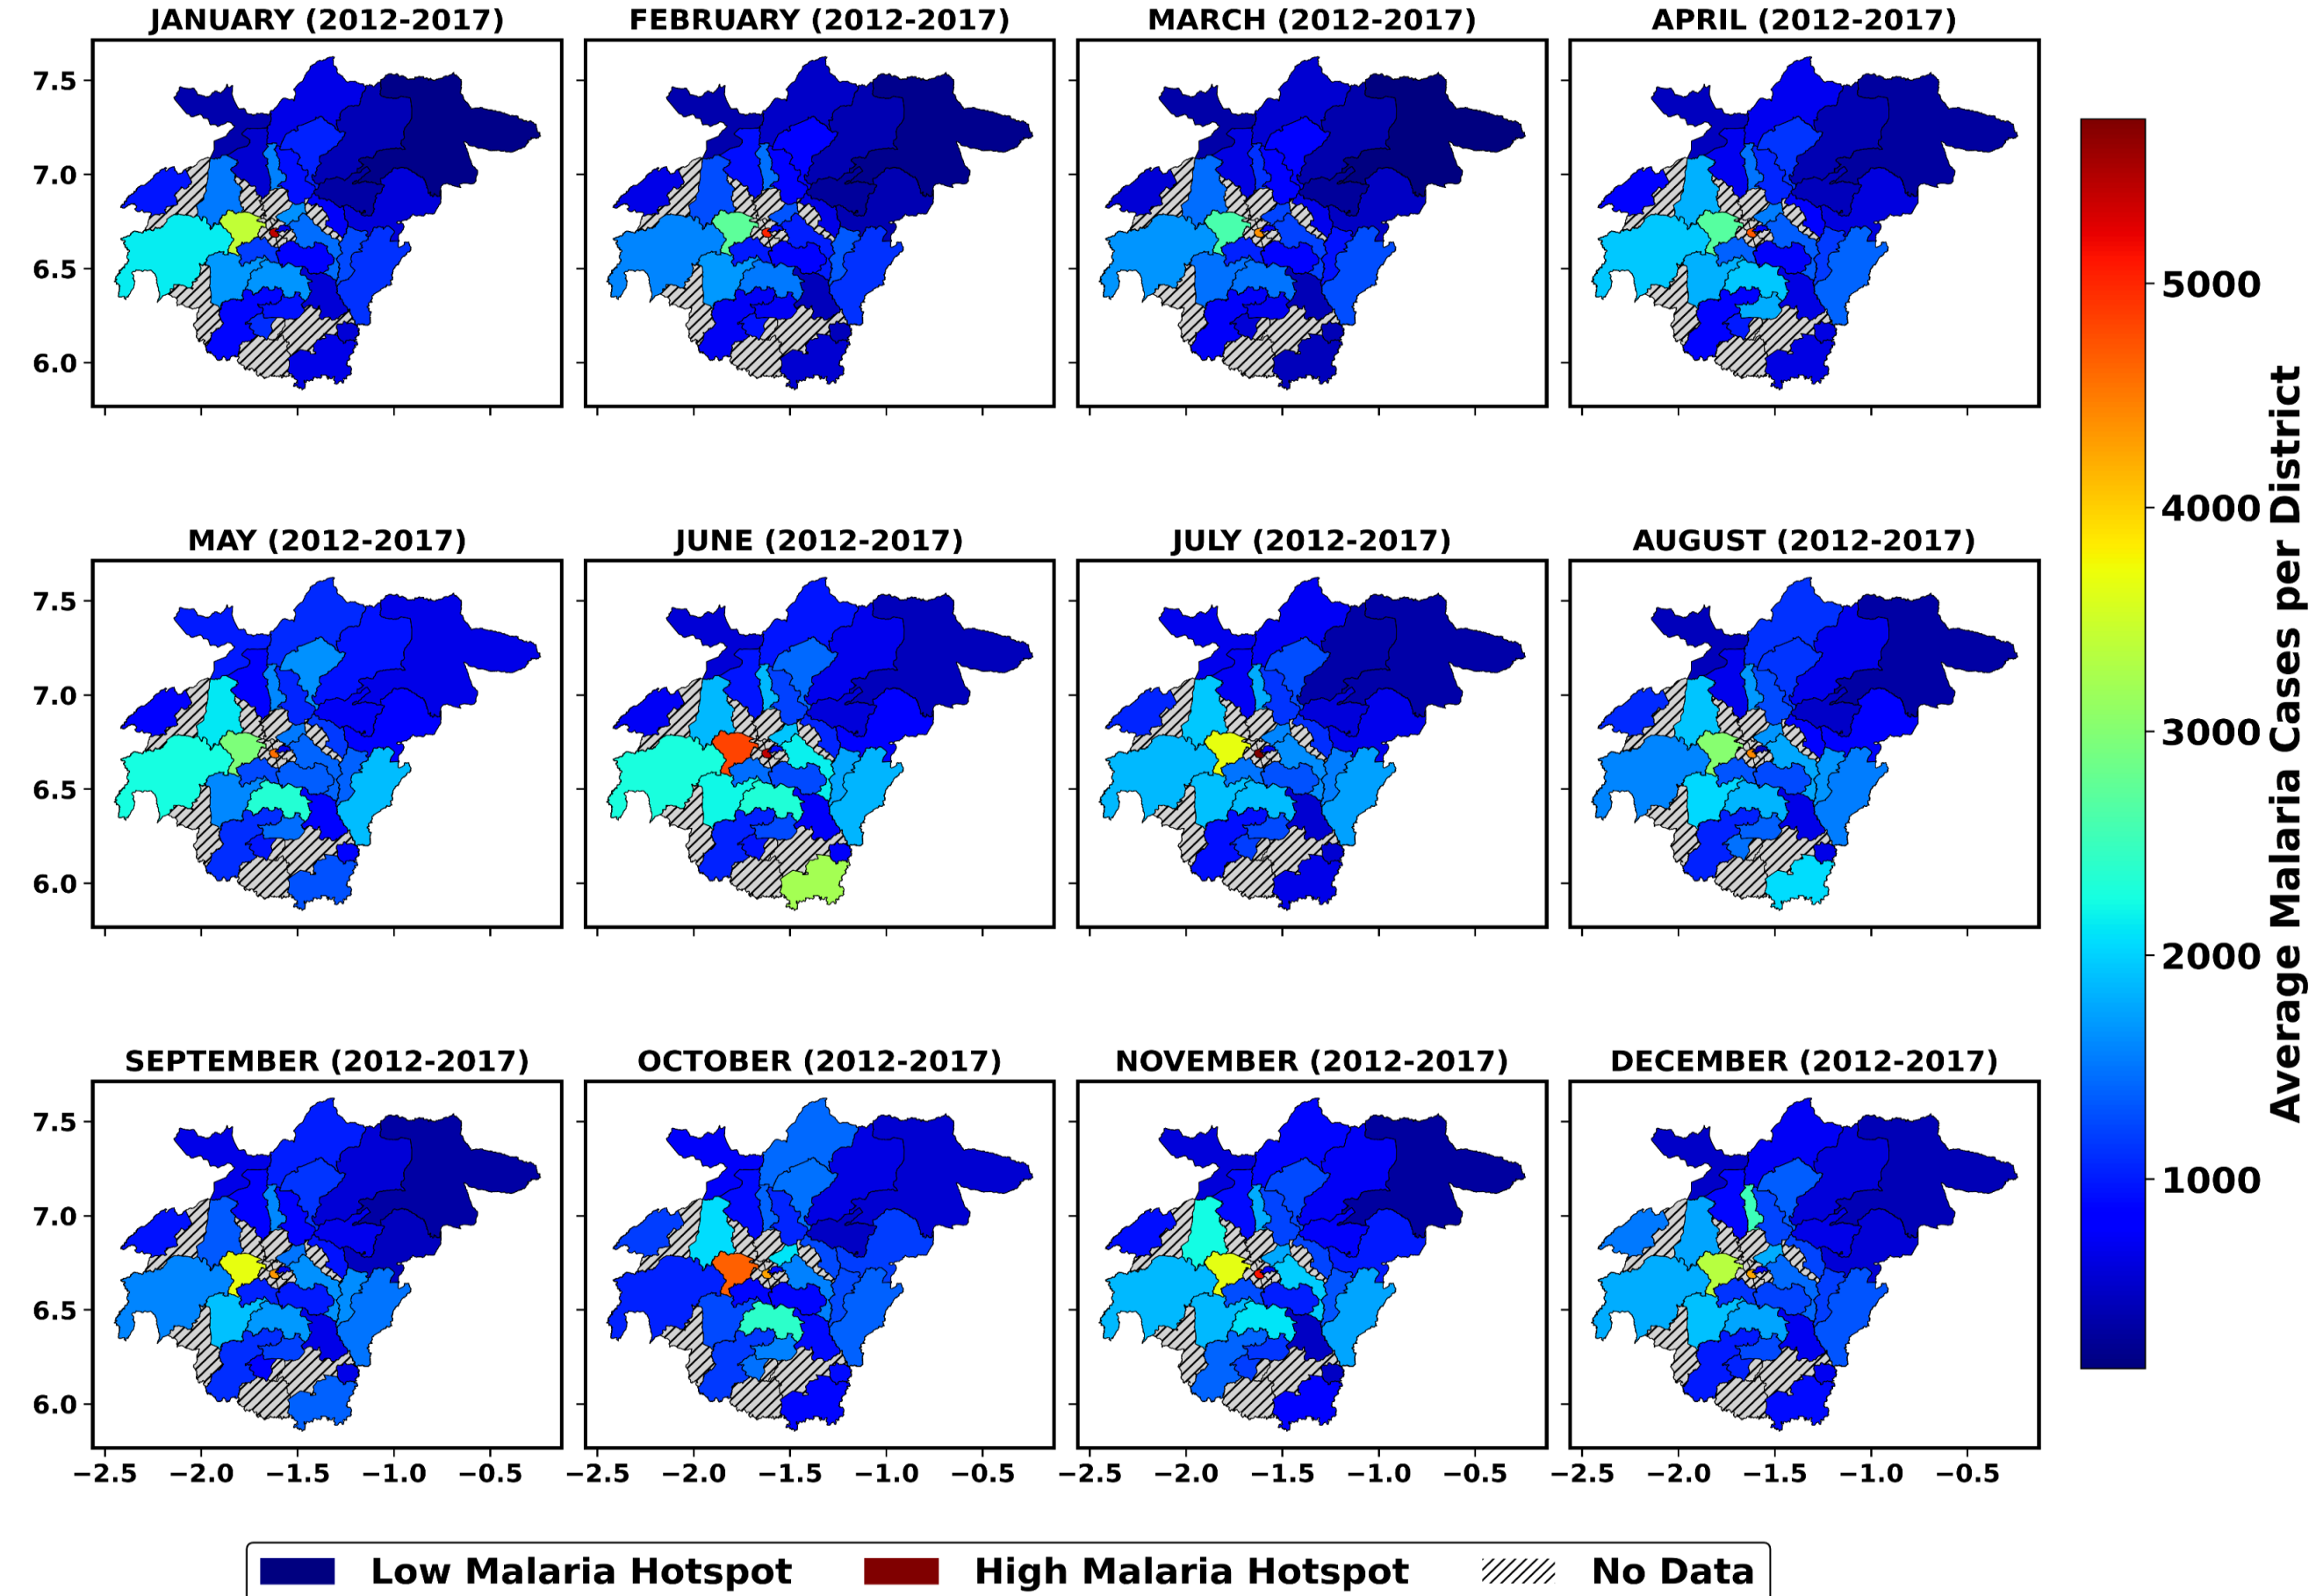 JANUARY (2012-2017)
FEBRUARY (2012-2017)
MARCH (2012-2017)
APRIL (2012-2017)
7.5
7.0
6.5
6.0
MAY (2012-2017)
JUNE (2012-2017)
JULY (2012-2017)
AUGUST (2012-2017)
7.5
7.0
6.5
6.0
SEPTEMBER (2012-2017)
OCTOBER (2012-2017)
NOVEMBER (2012-2017)
DECEMBER (2012-2017)
7.5
7.0
6.5
6.0
−2.5 −2.0 −1.5 −1.0 −0.5
−2.5 −2.0 −1.5 −1.0 −0.5
−2.5 −2.0 −1.5 −1.0 −0.5
−2.5 −2.0 −1.5 −1.0 −0.5
5000
4000
3000
2000
1000
Average Malaria Cases per District
Low Malaria Hotspot
High Malaria Hotspot
No Data